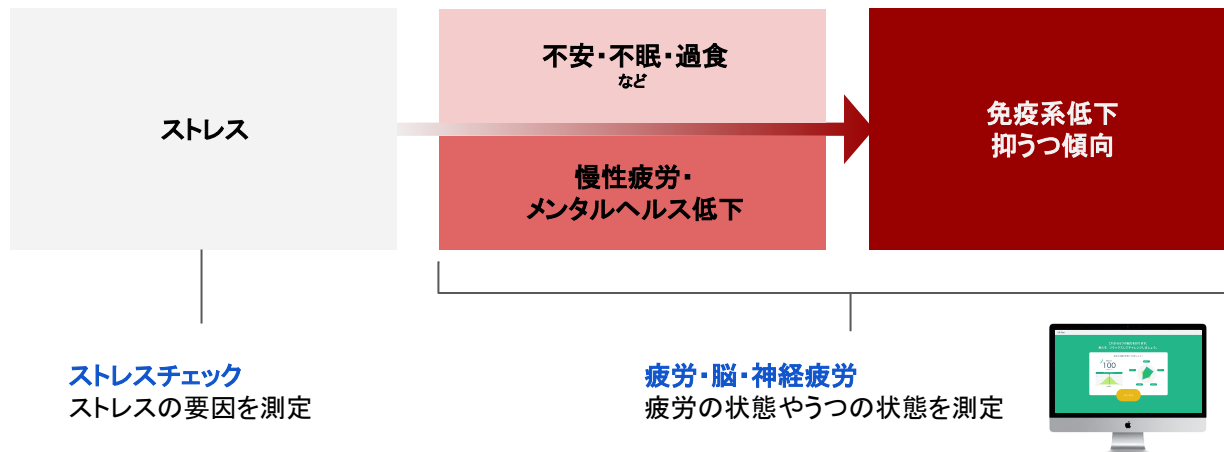 ストレス
不安・不眠・過食
など
慢性疲労・
メンタルヘルス低下
免疫系低下
抑うつ傾向
ストレスチェック
ストレスの要因を測定
疲労・脳・神経疲労
疲労の状態やうつの状態を測定
100